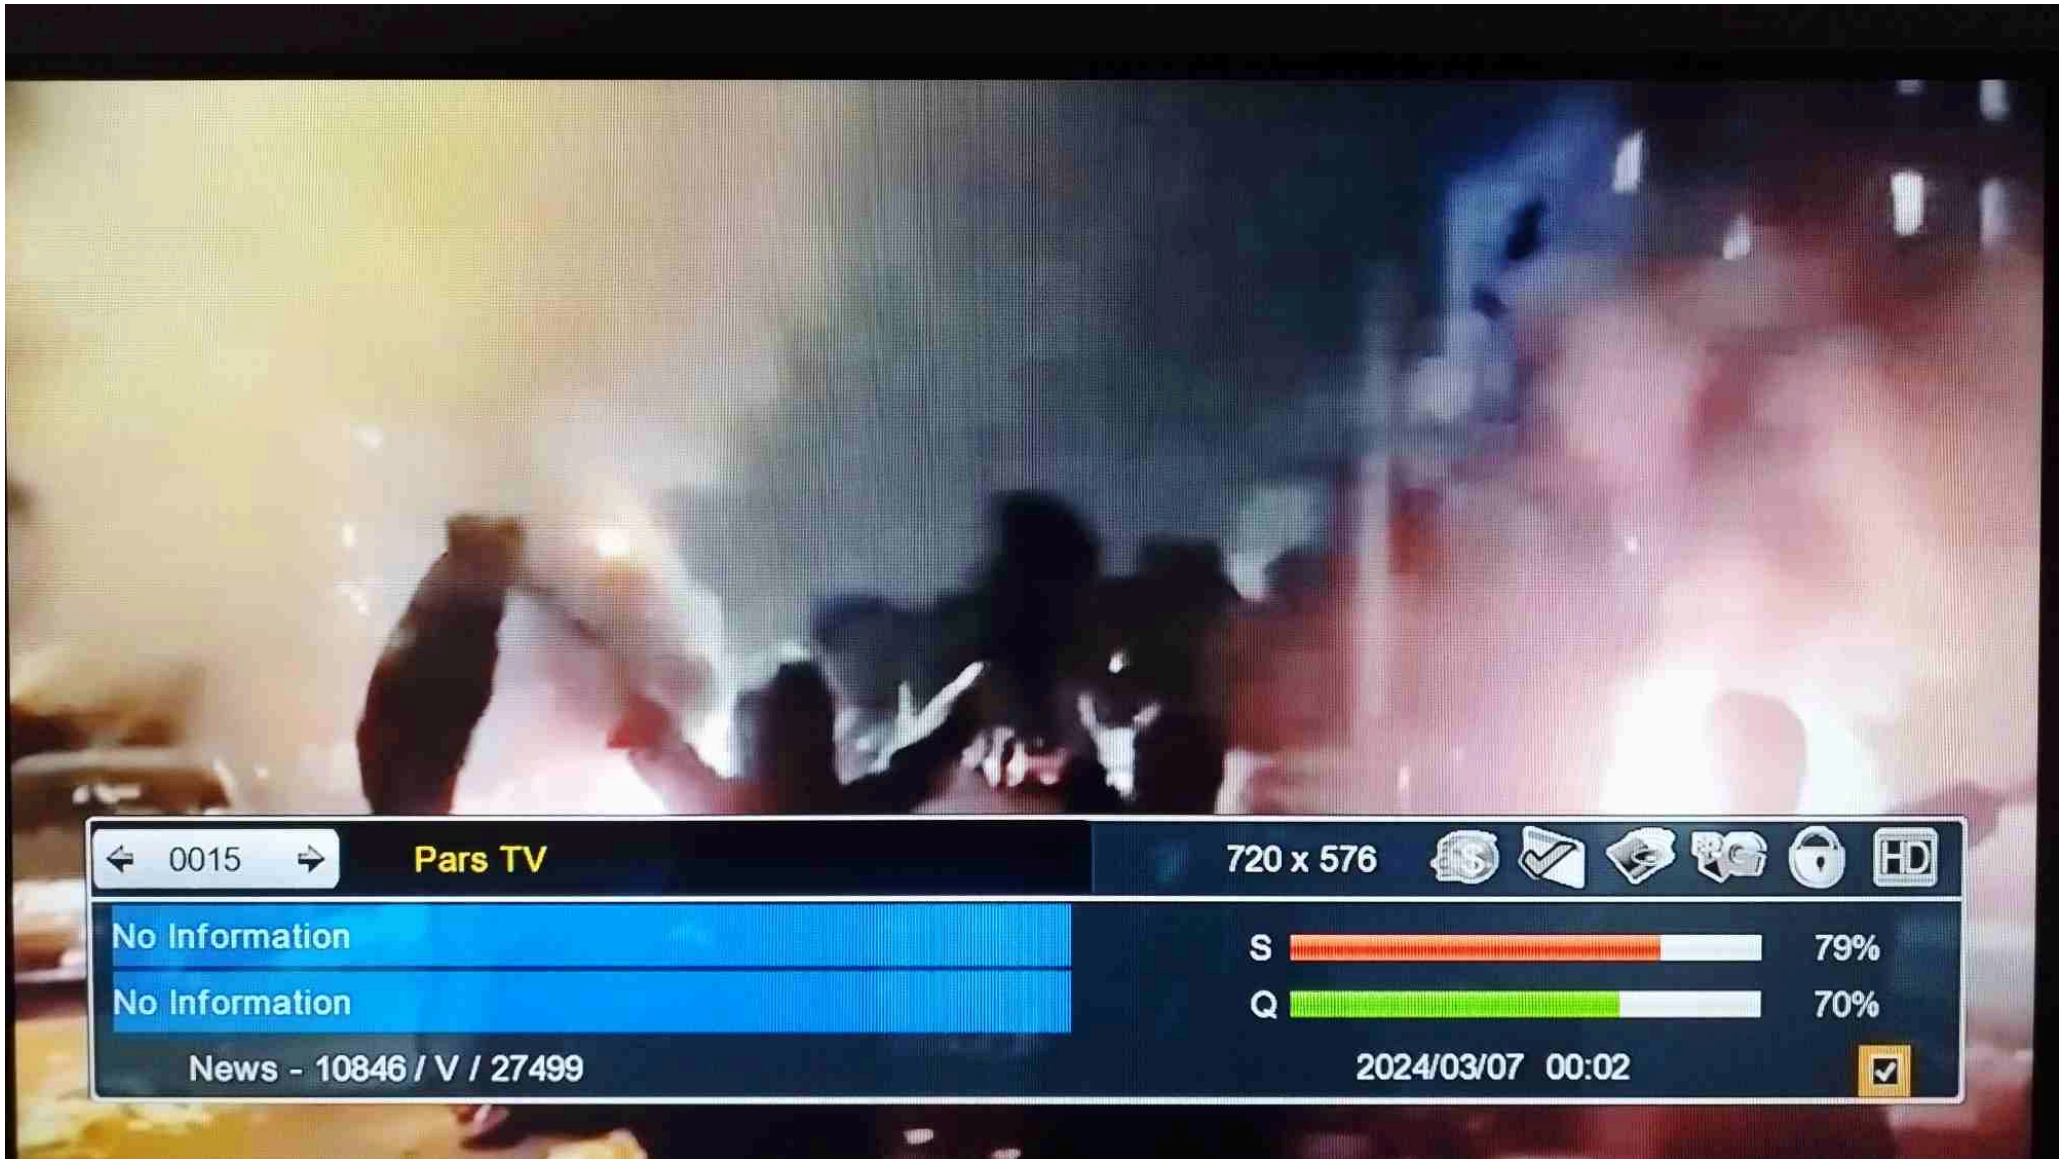 0015 Pars TV 720 x 576 HD
No Information
S 79%
No Information
Q 70%
News - 10846 / V / 27499 2024/03/07 00:02